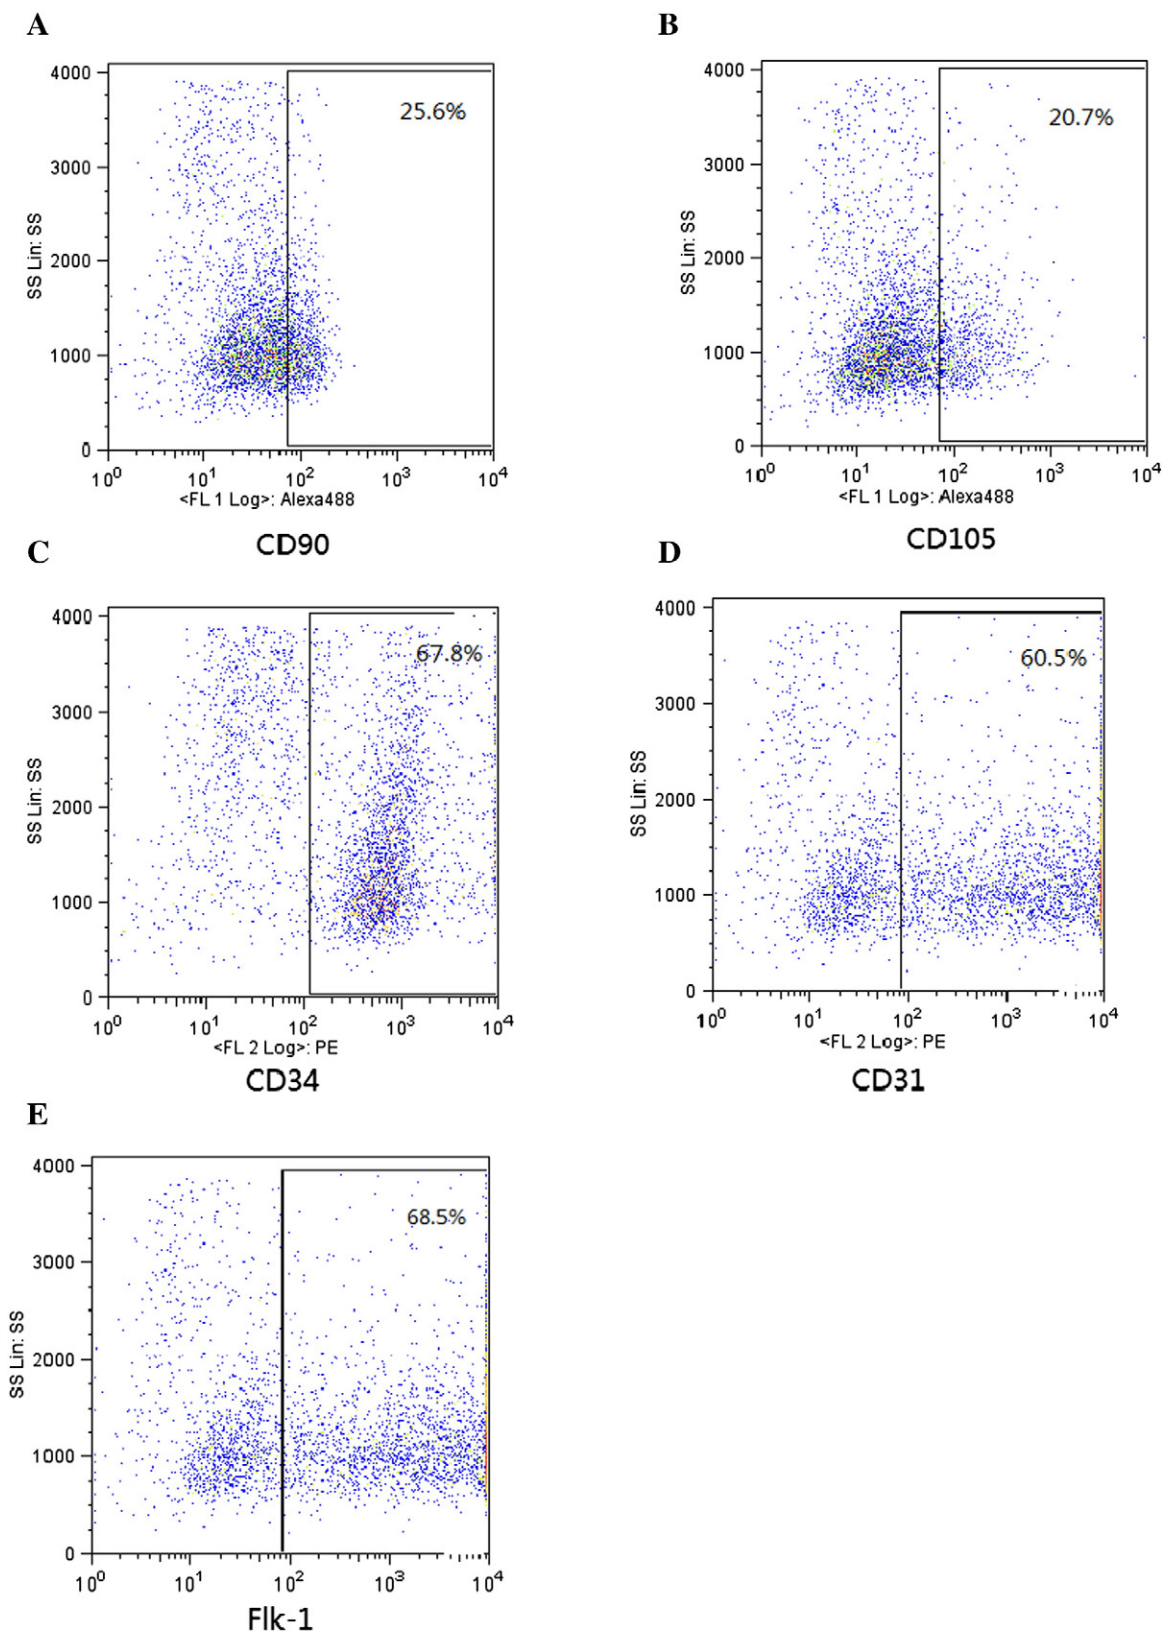 A
4000
3000
2000
1000
0
SS Lin: SS
25.6%
10^0 10^1 10^2 10^3 10^4
<FL 1 Log>: Alexa488
CD90
B
4000
3000
2000
1000
0
SS Lin: SS
20.7%
10^0 10^1 10^2 10^3 10^4
<FL 1 Log>: Alexa488
CD105
C
4000
3000
2000
1000
0
SS Lin: SS
67.8%
10^0 10^1 10^2 10^3 10^4
<FL 2 Log>: PE
CD34
D
4000
3000
2000
1000
0
SS Lin: SS
60.5%
10^0 10^1 10^2 10^3 10^4
<FL 2 Log>: PE
CD31
E
4000
3000
2000
1000
0
SS Lin: SS
68.5%
10^0 10^1 10^2 10^3 10^4
Flk-1